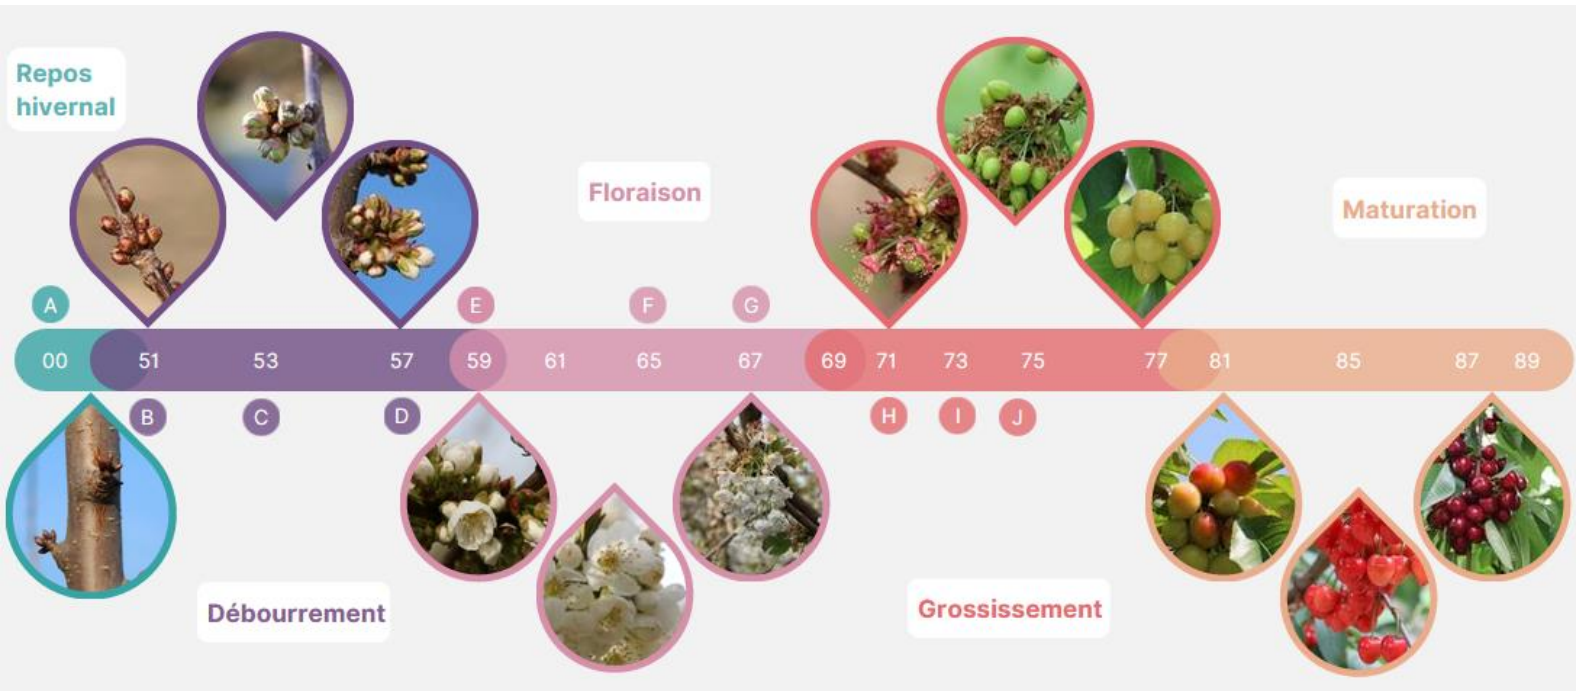 Repos
hivernal
Floraison
Maturation
A
E
F
G
00 51 53 57 59 61 65 67 69 71 73 75 77 81 85 87 89
B
C
D
H
I
J
Débourrement
Grossissement